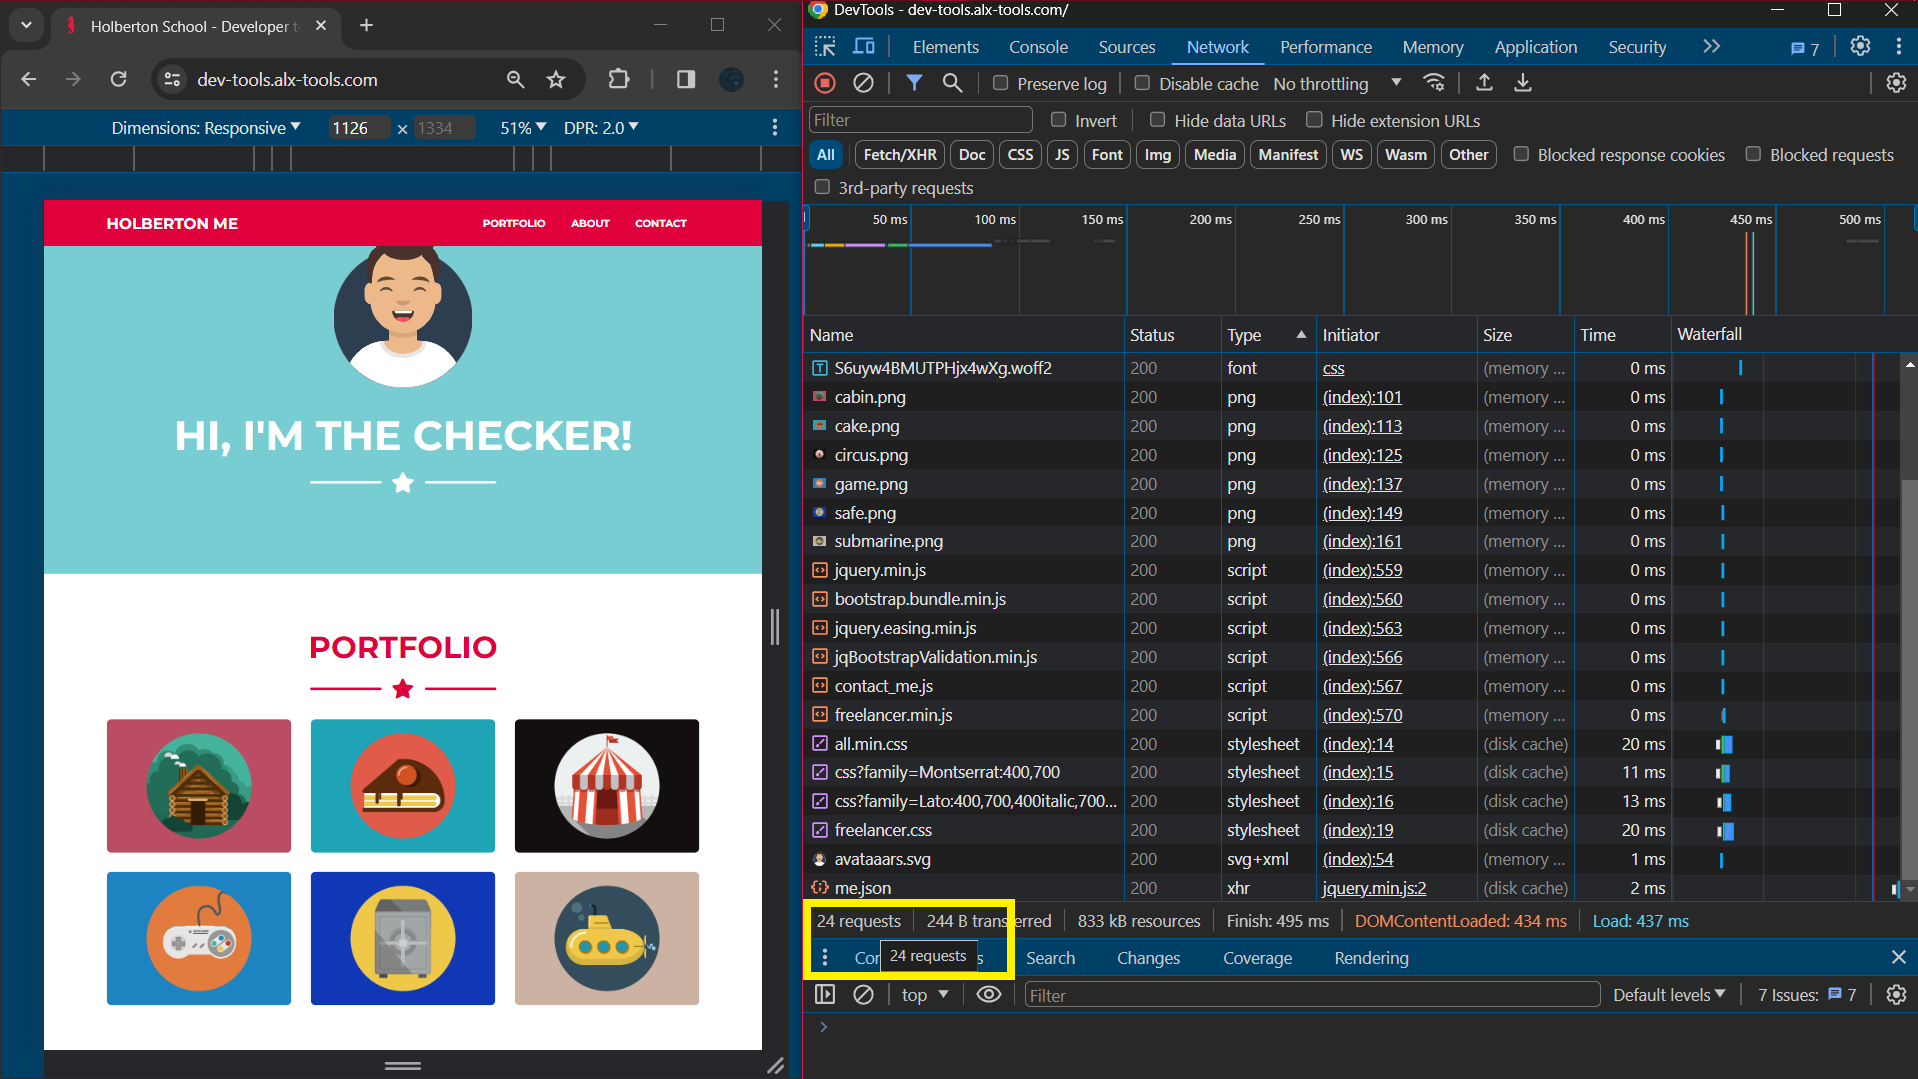 Holberton School - Developer t
dev-tools.alx-tools.com
Dimensions: Responsive 1126 × 1334 51% DPR: 2.0
HOLBERTON ME PORTFOLIO ABOUT CONTACT
HI, I'M THE CHECKER!
PORTFOLIO
DevTools - dev-tools.alx-tools.com/
Elements Console Sources Network Performance Memory Application Security 7
Preserve log Disable cache No throttling
Filter Invert Hide data URLs Hide extension URLs
All Fetch/XHR Doc CSS JS Font Img Media Manifest WS Wasm Other Blocked response cookies Blocked requests
3rd-party requests
50 ms 100 ms 150 ms 200 ms 250 ms 300 ms 350 ms 400 ms 450 ms 500 ms
Name Status Type Initiator Size Time Waterfall
S6uyw4BMUTPHjx4wXg.woff2 200 font css (memory ... 0 ms
cabin.png 200 png (index):101 (memory ... 0 ms
cake.png 200 png (index):113 (memory ... 0 ms
circus.png 200 png (index):125 (memory ... 0 ms
game.png 200 png (index):137 (memory ... 0 ms
safe.png 200 png (index):149 (memory ... 0 ms
submarine.png 200 png (index):161 (memory ... 0 ms
jquery.min.js 200 script (index):559 (memory ... 0 ms
bootstrap.bundle.min.js 200 script (index):560 (memory ... 0 ms
jquery.easing.min.js 200 script (index):563 (memory ... 0 ms
jqBootstrapValidation.min.js 200 script (index):566 (memory ... 0 ms
contact_me.js 200 script (index):567 (memory ... 0 ms
freelancer.min.js 200 script (index):570 (memory ... 0 ms
all.min.css 200 stylesheet (index):14 (disk cache) 20 ms
css?family=Montserrat:400,700 200 stylesheet (index):15 (disk cache) 11 ms
css?family=Lato:400,700,400italic,700... 200 stylesheet (index):16 (disk cache) 13 ms
freelancer.css 200 stylesheet (index):19 (disk cache) 20 ms
avataaars.svg 200 svg+xml (index):54 (memory ... 1 ms
me.json 200 xhr jquery.min.js:2 (disk cache) 2 ms
24 requests 244 B transferred 833 kB resources Finish: 495 ms DOMContentLoaded: 434 ms Load: 437 ms
24 requests Search Changes Coverage Rendering
top Filter Default levels 7 Issues: 7